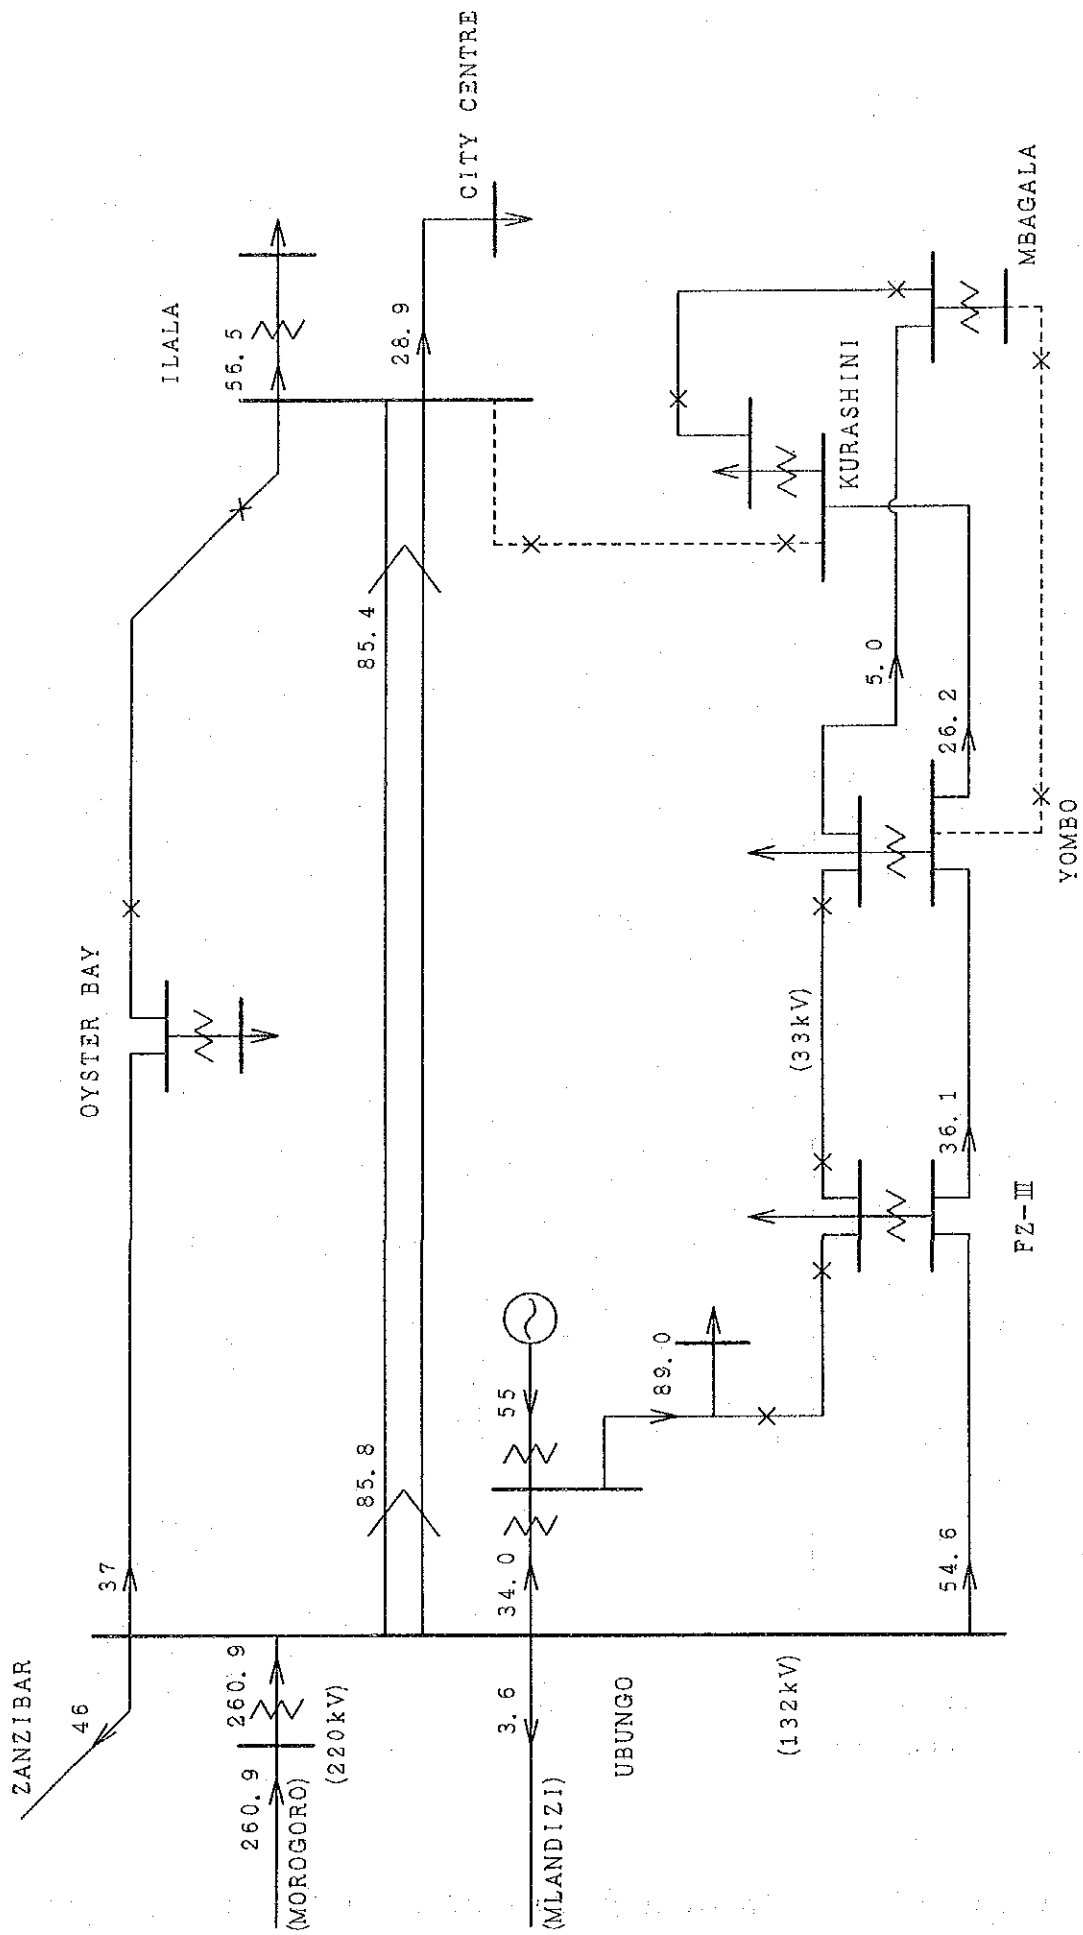 ZANZIBAR
46
37
OYSTER BAY
ILALA
56.5
260.9
260.9
(MOROGORO)
(220kV)
85.8
85.4
28.9
CITY CENTRE
3.6
34.0
55
(MLANDIZI)
UBUNGO
89.0
(132kV)
(33kV)
KURASHINI
5.0
54.6
36.1
26.2
FZ-III
YOMBO
MBAGALA